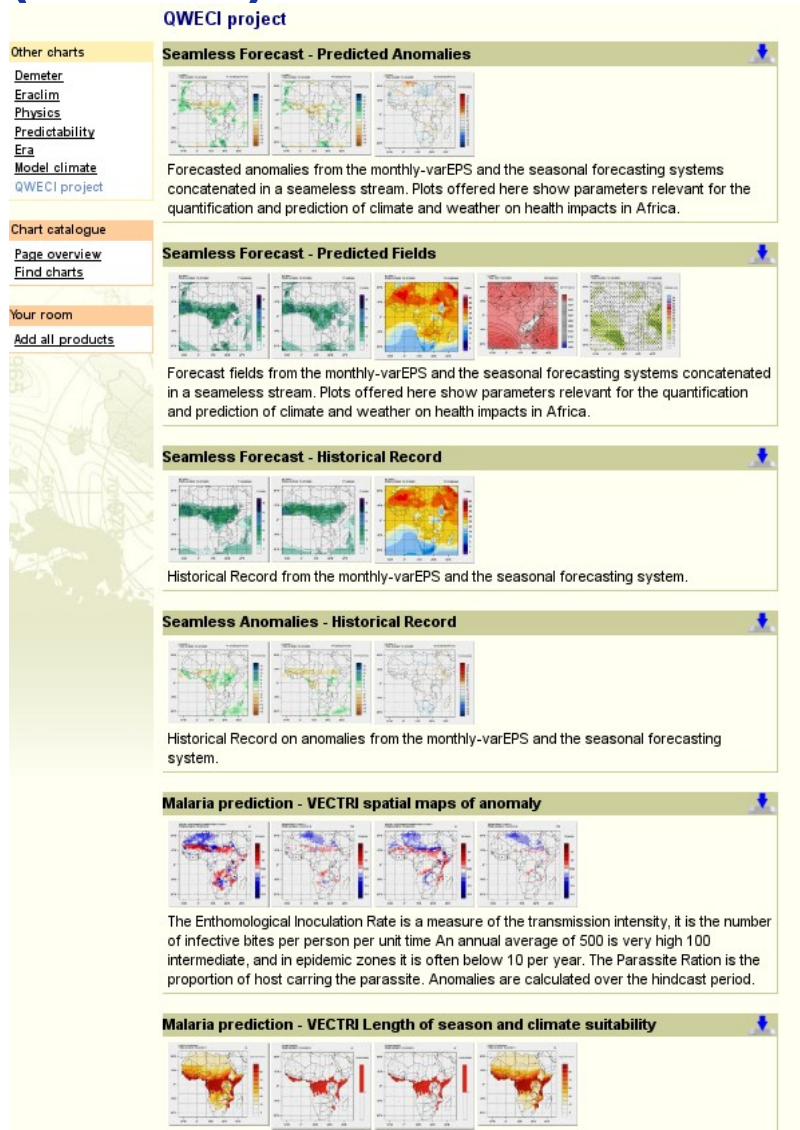 QWECI project
Other charts
Demeter
Eraclim
Physics
Predictability
Era
Model climate
QWECI project
Chart catalogue
Page overview
Find charts
Your room
Add all products
Seamless Forecast - Predicted Anomalies
Forecasted anomalies from the monthly-varEPS and the seasonal forecasting systems
concatenated in a seameless stream. Plots offered here show parameters relevant for the
quantification and prediction of climate and weather on health impacts in Africa.
Seamless Forecast - Predicted Fields
Forecast fields from the monthly-varEPS and the seasonal forecasting systems concatenated
in a seamless stream. Plots offered here show parameters relevant for the quantification
and prediction of climate and weather on health impacts in Africa.
Seamless Forecast - Historical Record
Historical Record from the monthly-varEPS and the seasonal forecasting system.
Seamless Anomalies - Historical Record
Historical Record on anomalies from the monthly-varEPS and the seasonal forecasting
system.
Malaria prediction - VECTRI spatial maps of anomaly
The Enthomological Inoculation Rate is a measure of the transmission intensity, it is the number
of infective bites per person per unit time An annual average of 500 is very high 100
intermediate, and in epidemic zones it is often below 10 per year. The Parassite Ration is the
proportion of host carring the parassite. Anomalies are calculated over the hindcast period.
Malaria prediction - VECTRI Length of season and climate suitability